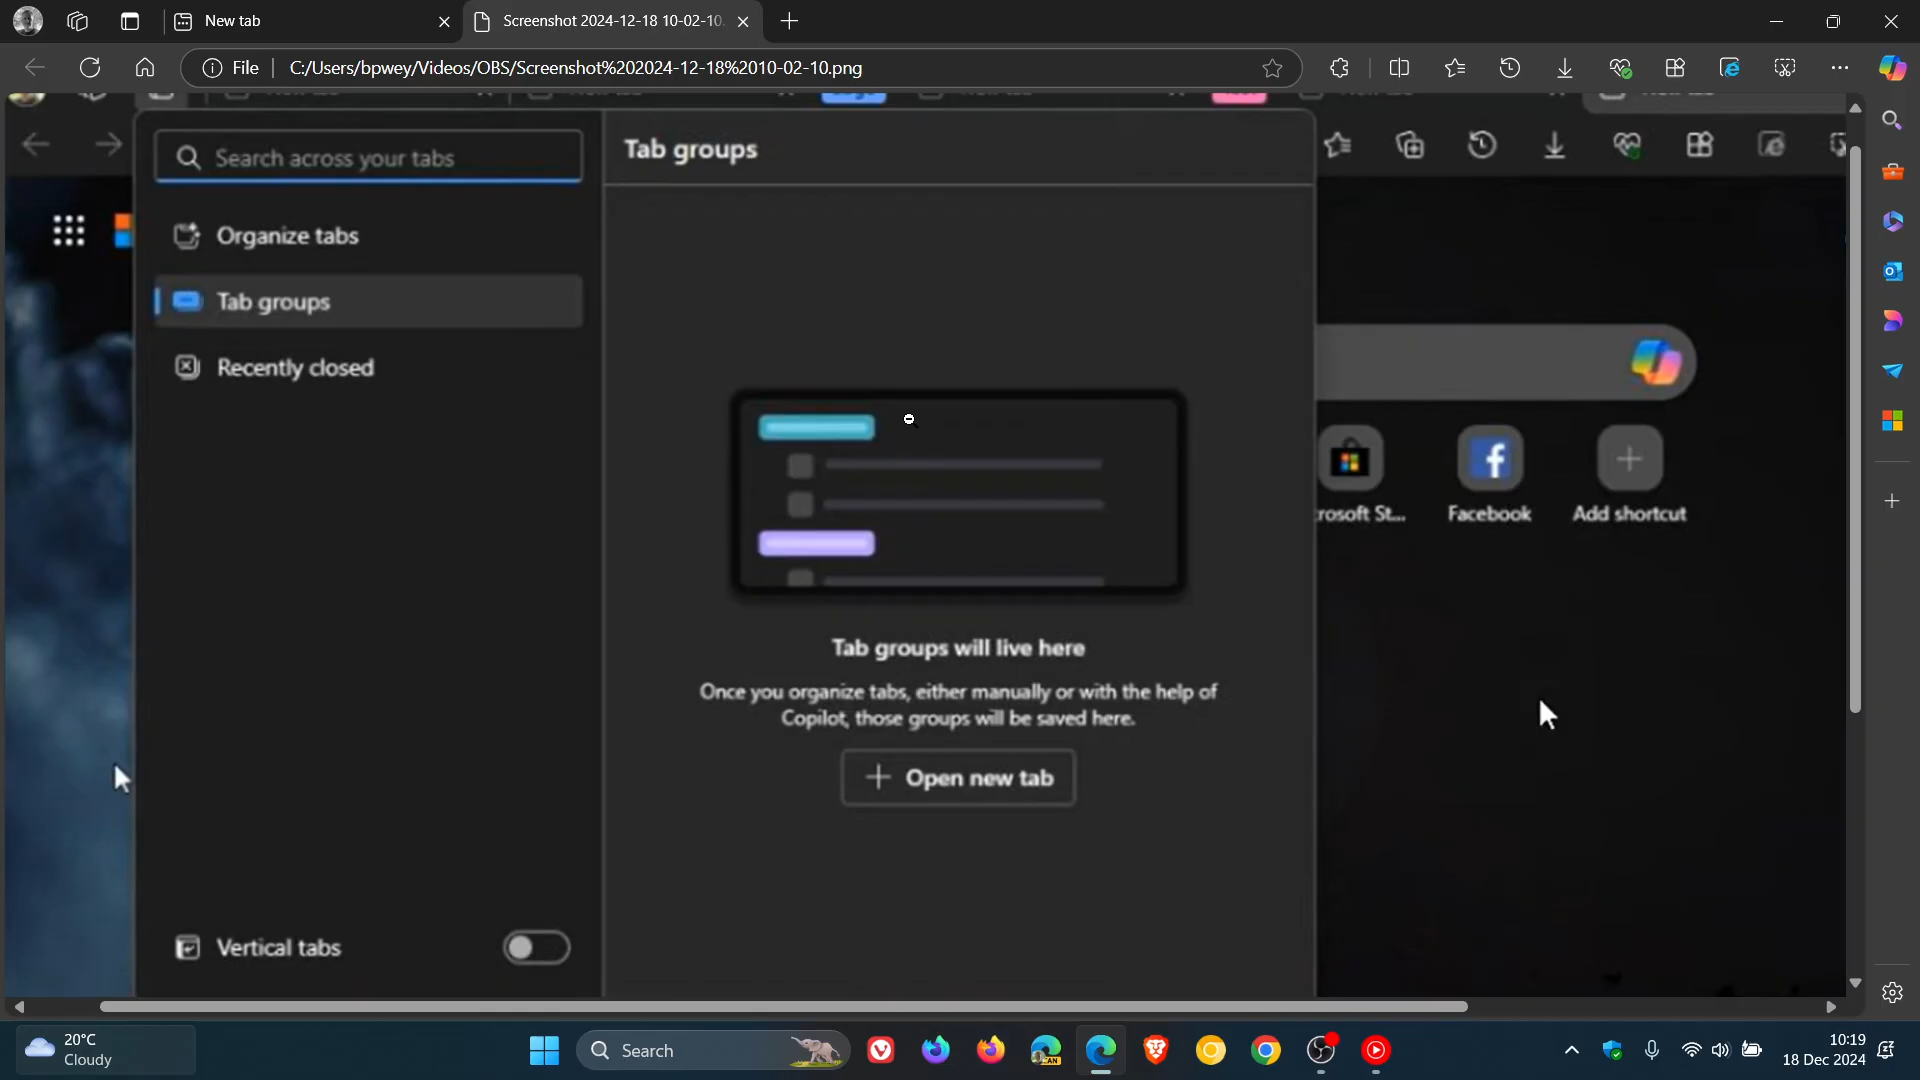 New tab
Screenshot 2024-12-18 10-02-10.
File
C:/Users/bpwey/Videos/OBS/Screenshot%202024-12-18%2010-02-10.png
Search across your tabs
Tab groups
Organize tabs
Tab groups
Recently closed
rosoft St...
Facebook
Add shortcut
Tab groups will live here
Once you organize tabs, either manually or with the help of
Copilot, those groups will be saved here.
Open new tab
Vertical tabs
20°C
Cloudy
Search
CAN
10:19
18 Dec 2024